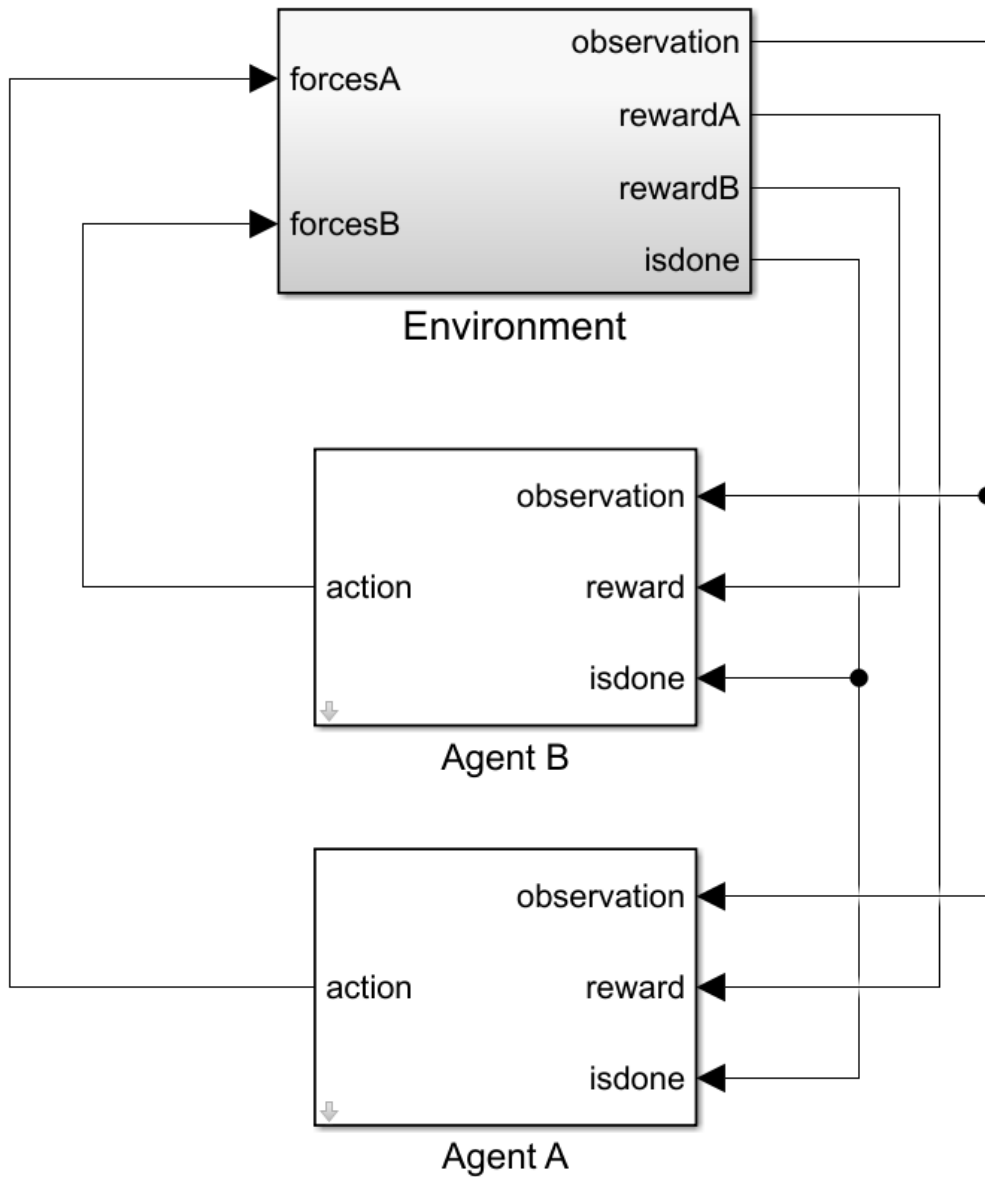 observation
forcesA
rewardA
rewardB
forcesB
isdone
Environment
observation
action
reward
isdone
Agent B
observation
action
reward
isdone
Agent A